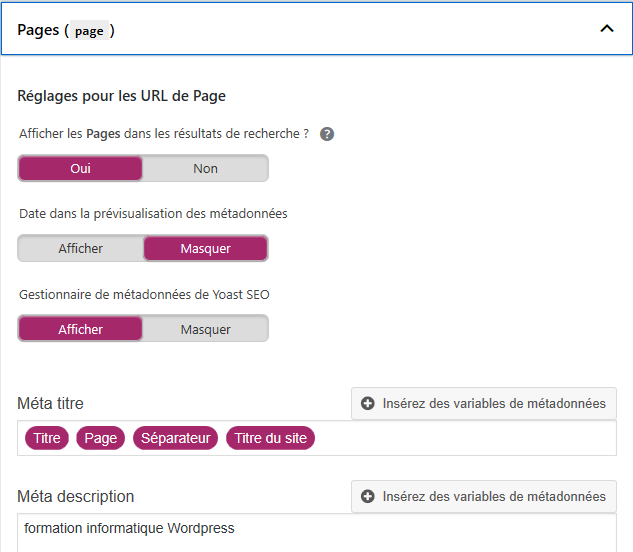 Pages (page)
Réglages pour les URL de Page
Afficher les Pages dans les résultats de recherche ? ?
Oui Non
Date dans la prévisualisation des métadonnées
Afficher Masquer
Gestionnaire de métadonnées de Yoast SEO
Afficher Masquer
Méta titre Insérez des variables de métadonnées
Titre Page Séparateur Titre du site
Méta description Insérez des variables de métadonnées
formation informatique Wordpress